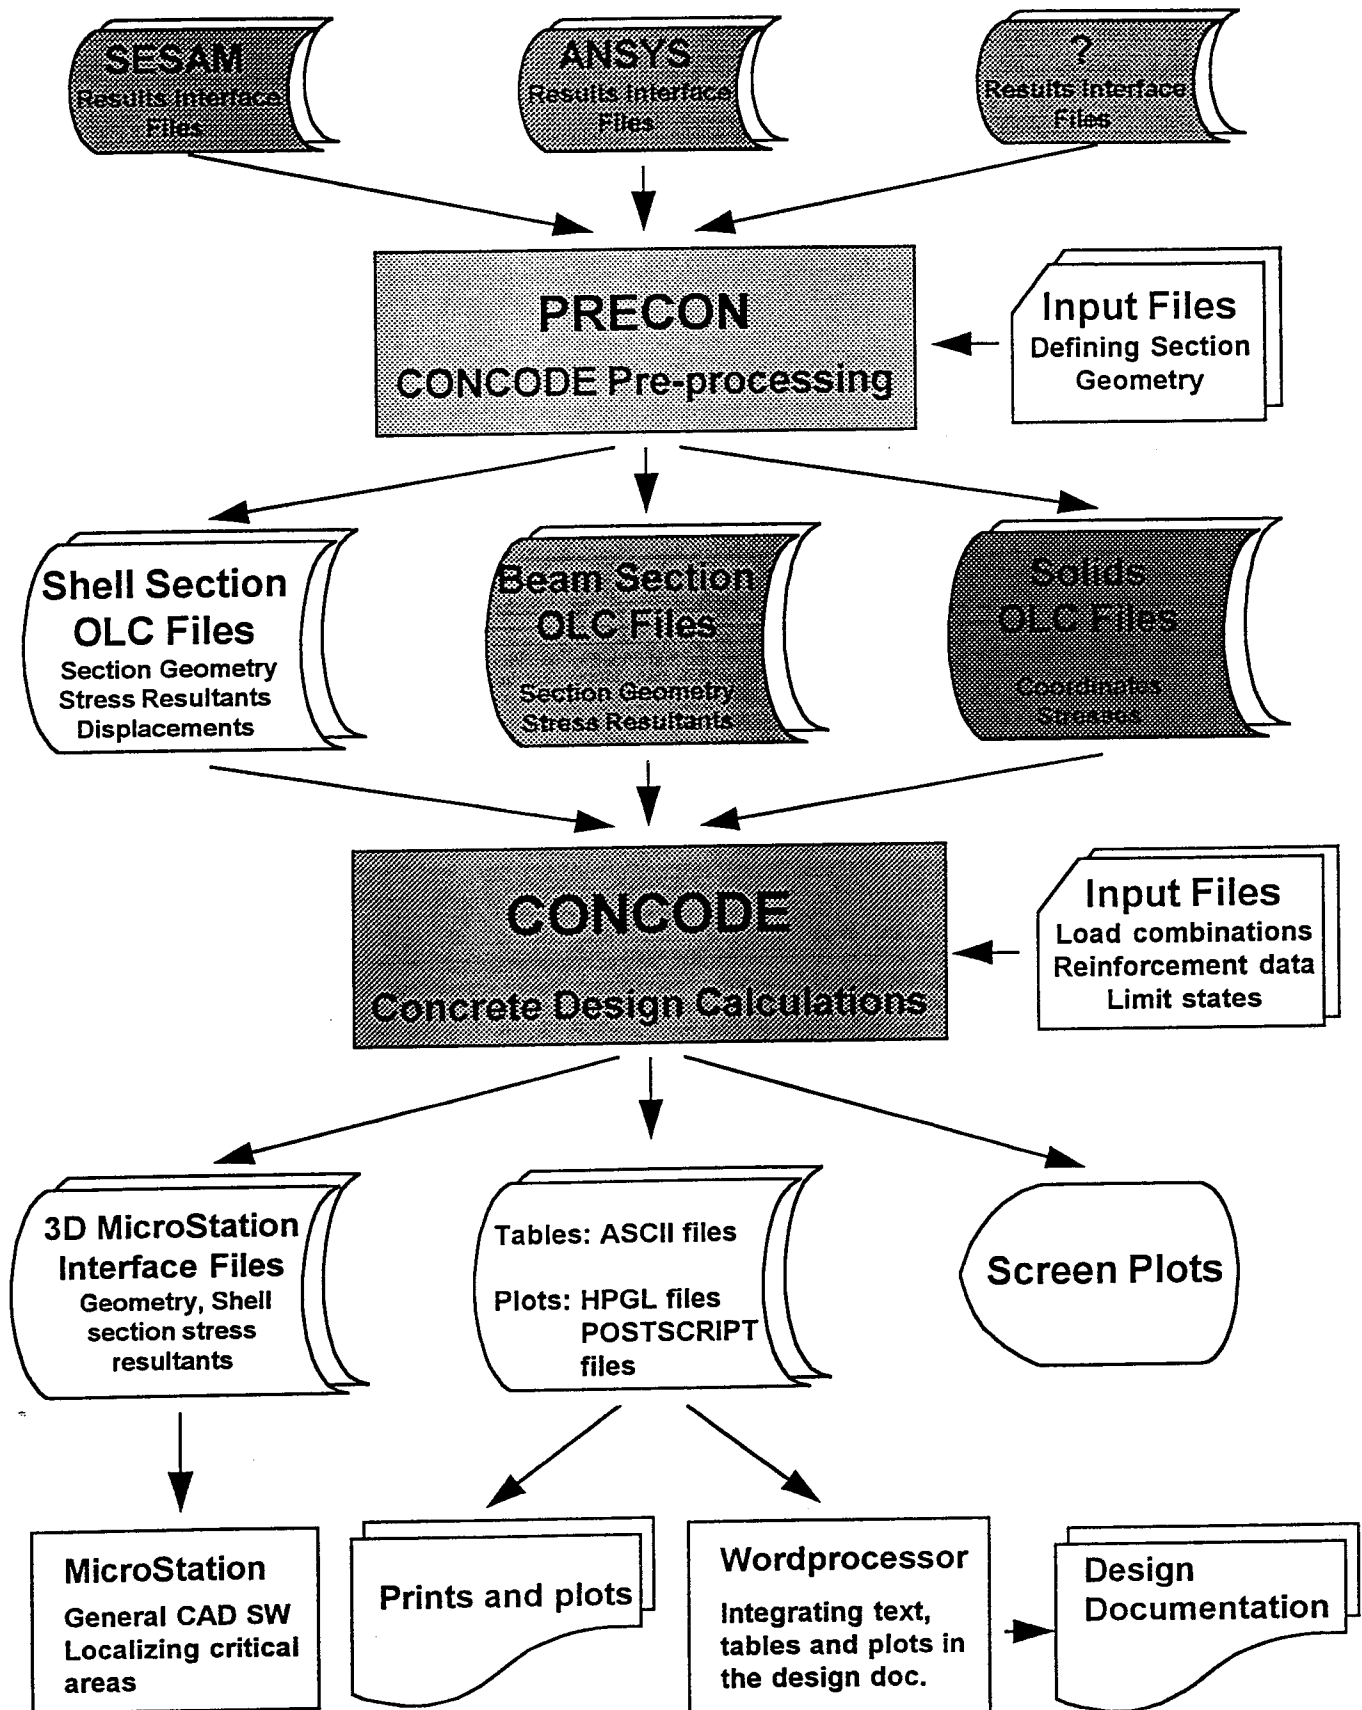 SESAM
Results Interface
Files
ANSYS
Results Interface
Files
?
Results Interface
Files
PRECON
CONCODE Pre-processing
Input Files
Defining Section
Geometry
Shell Section
OLC Files
Section Geometry
Stress Resultants
Displacements
Beam Section
OLC Files
Section Geometry
Stress Resultants
Solids
OLC Files
Coordinates
Stresses
CONCODE
Concrete Design Calculations
Input Files
Load combinations
Reinforcement data
Limit states
3D MicroStation
Interface Files
Geometry, Shell
section stress
resultants
Tables: ASCII files
Plots: HPGL files
POSTSCRIPT
files
Screen Plots
MicroStation
General CAD SW
Localizing critical
areas
Prints and plots
Wordprocessor
Integrating text,
tables and plots in
the design doc.
Design
Documentation